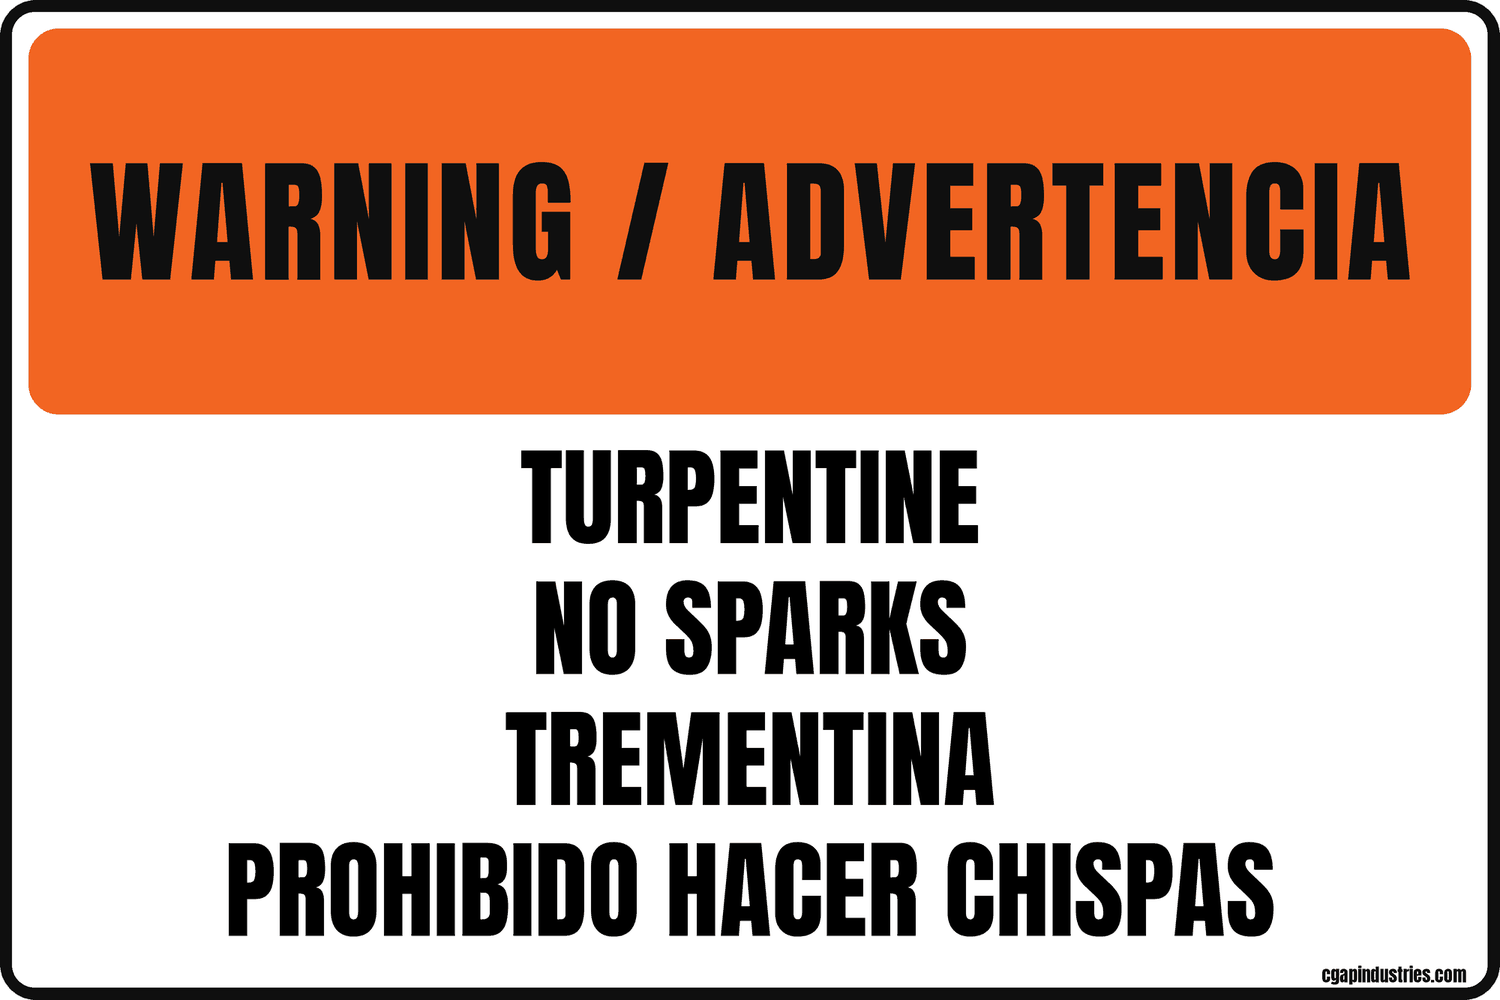 WARNING / ADVERTENCIA
TURPENTINE
NO SPARKS
TREMENTINA
PROHIBIDO HACER CHISPAS
cgapindustries.com